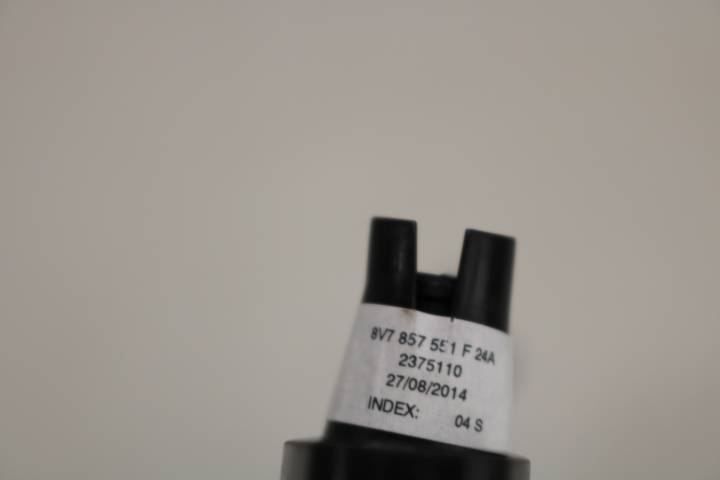 8V7 857 551 F 24A
2375110
27/08/2014
INDEX: 04 S